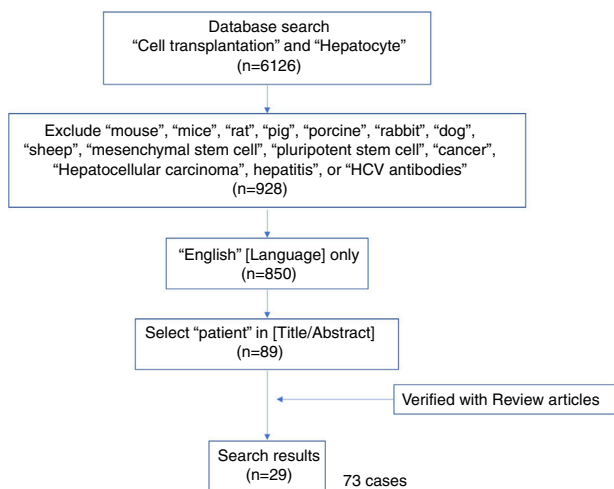 Database search
“Cell transplantation” and “Hepatocyte”
(n=6126)
Exclude “mouse”, “mice”, “rat”, “pig”, “porcine”, “rabbit”, “dog”,
“sheep”, “mesenchymal stem cell”, “pluripotent stem cell”, “cancer”,
“Hepatocellular carcinoma”, hepatitis”, or “HCV antibodies”
(n=928)
“English” [Language] only
(n=850)
Select “patient” in [Title/Abstract]
(n=89)
Verified with Review articles
Search results
(n=29)
73 cases